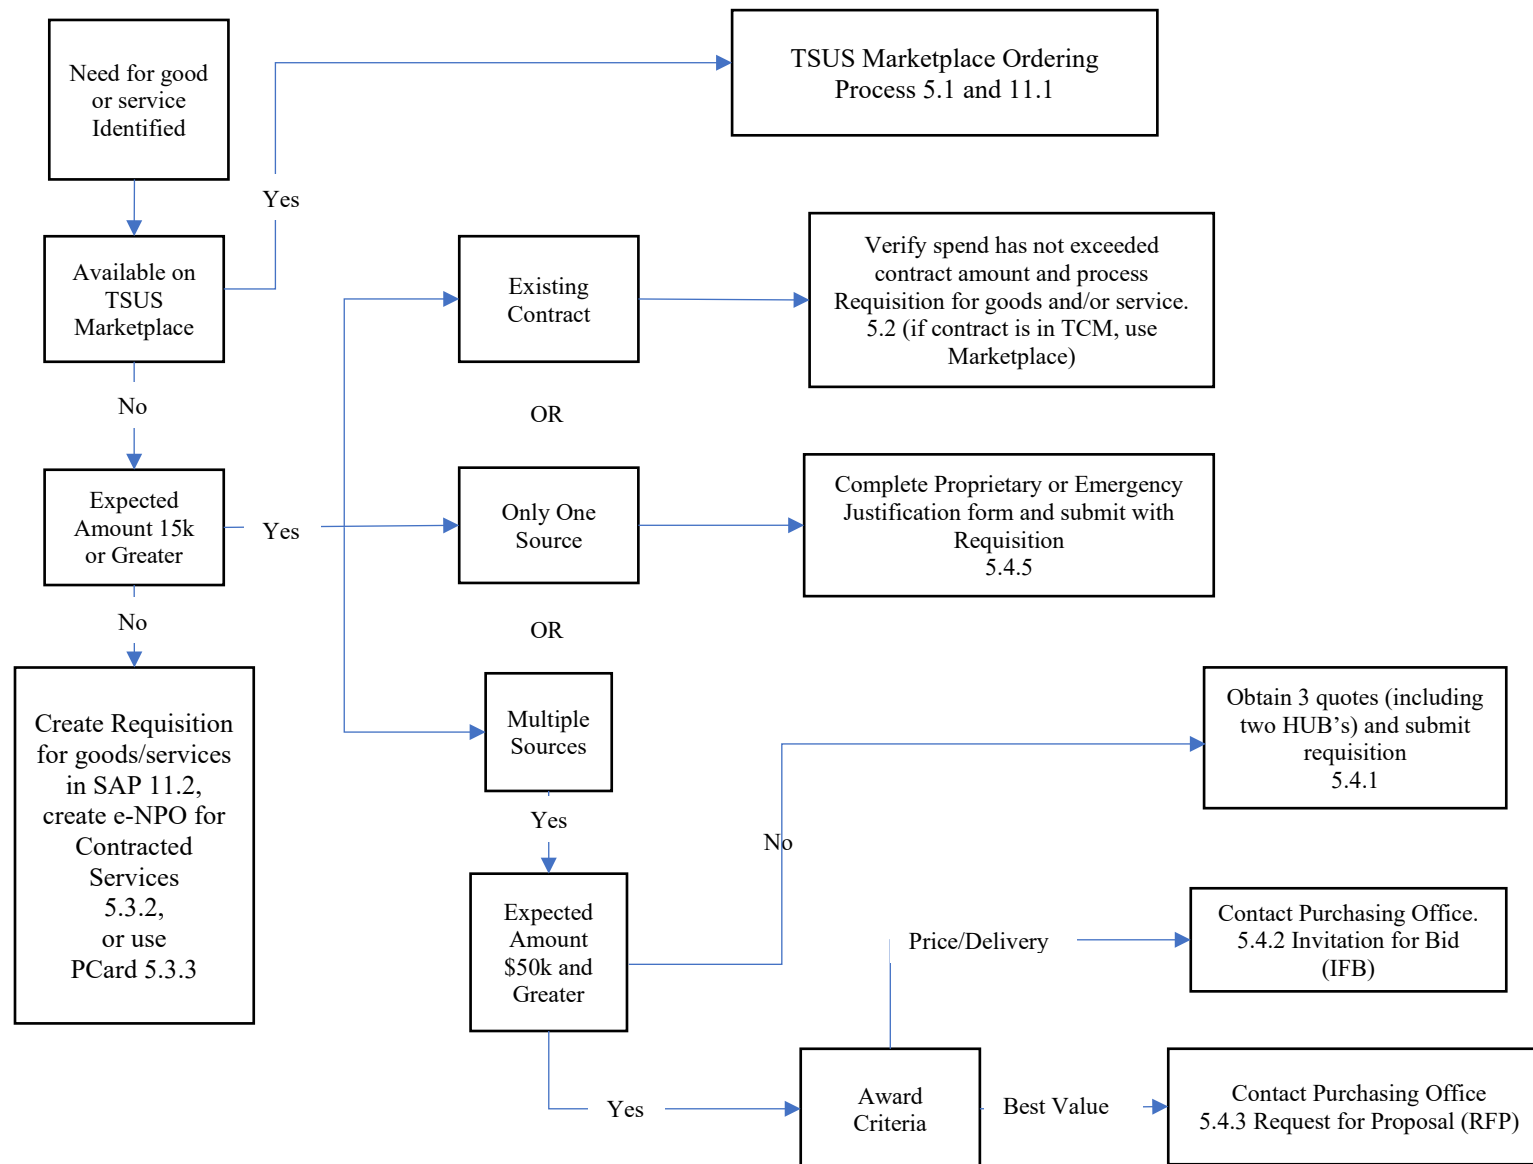 Need for good
or service
Identified
TSUS Marketplace Ordering
Process 5.1 and 11.1
Yes
Available on
TSUS
Marketplace
Existing
Contract
Verify spend has not exceeded
contract amount and process
Requisition for goods and/or service.
5.2 (if contract is in TCM, use
Marketplace)
No
OR
Expected
Amount 15k
or Greater
Yes
Only One
Source
Complete Proprietary or Emergency
Justification form and submit with
Requisition
5.4.5
No
OR
Create Requisition
for goods/services
in SAP 11.2,
create e-NPO for
Contracted
Services
5.3.2,
or use
PCard 5.3.3
Multiple
Sources
Obtain 3 quotes (including
two HUB’s) and submit
requisition
5.4.1
Yes
No
Expected
Amount
$50k and
Greater
Price/Delivery
Contact Purchasing Office.
5.4.2 Invitation for Bid
(IFB)
Yes
Award
Criteria
Best Value
Contact Purchasing Office
5.4.3 Request for Proposal (RFP)